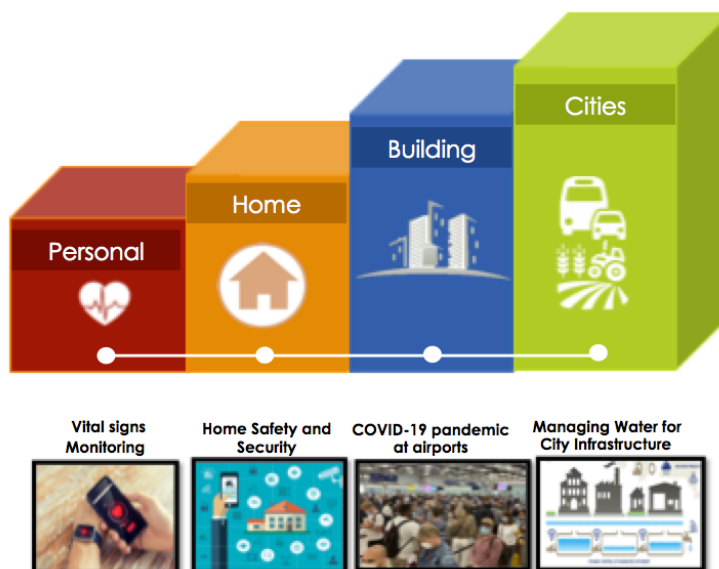 Cities
Building
Home
Personal
Vital signs
Monitoring
Home Safety and
Security
COVID-19 pandemic
at airports
Managing Water for
City Infrastructure